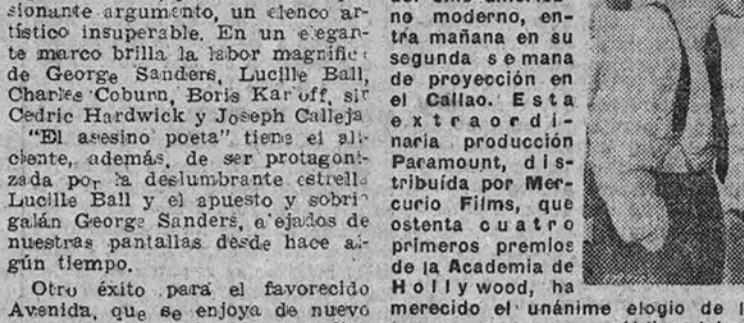 sionante argumento, un elenco ar-
tístico insuperable. En un elegan-
te marco brilla la labor magnífica
de George Sanders, Lucille Ball,
Charles Coburn, Boris Karloff, sir
Cedric Hardwick y Joseph Calleja
"El asesino poeta" tiene el ali-
ciente, además, de ser protagoni-
zada por la deslumbrante estrella
Lucille Ball y el apuesto y sobrio
galán George Sanders, alejados de
nuestras pantallas desde hace al-
gún tiempo.
Otro éxito para el favorecido
Avenida, que se enjoya de nuevo
no moderno, en-
tra mañana en su
segunda semana
de proyección en
el Callao. Esta
extraordi-
naria producción
Paramount, dis-
tribuída por Mer-
curio Films, que
ostenta cuatro
primeros premios
de la Academia de
Hollywood, ha
merecido el unánime elogio de